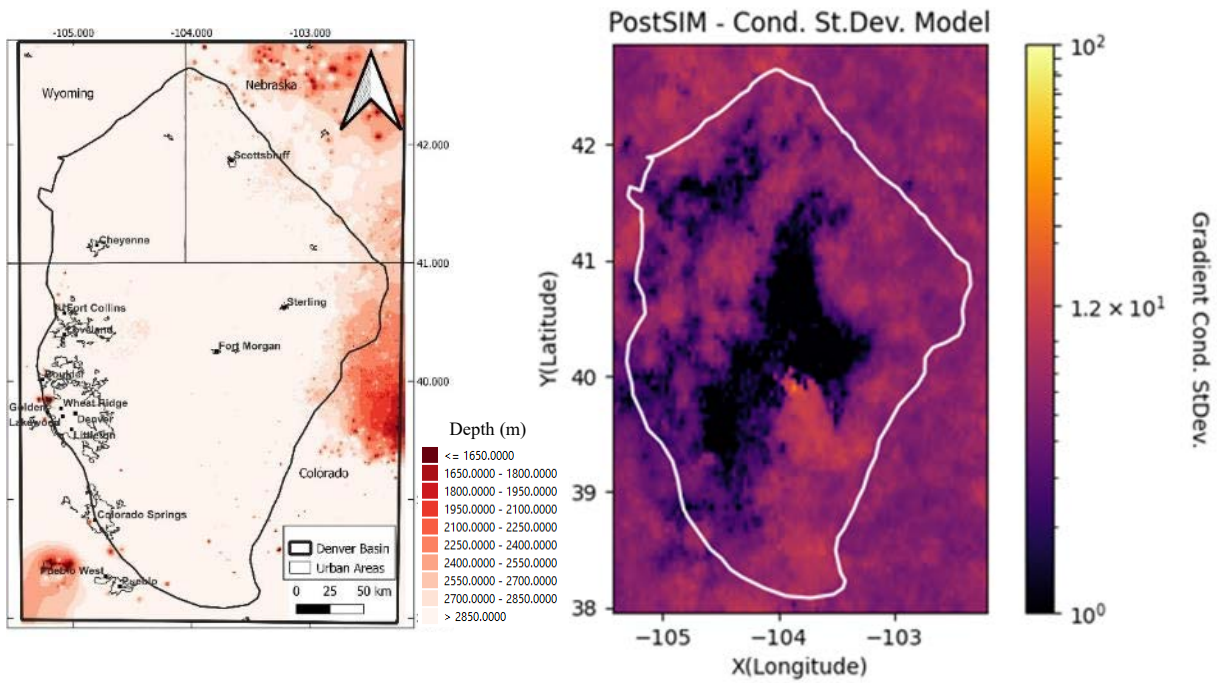 -105.000 -104.000 -103.000
Wyoming
Nebraska
42.000
Scottsbluff
Cheyenne
41.000
Fort Collins
Loveland
Sterling
Fort Morgan
Boulder
40.000
Golden
Wheat Ridge
Lakewood
Denver
Littleton
Colorado
Colorado Springs
Pueblo West
Pueblo
Denver Basin
Urban Areas
0 25 50 km
Depth (m)
<= 1650.0000
1650.0000 - 1800.0000
1800.0000 - 1950.0000
1950.0000 - 2100.0000
2100.0000 - 2250.0000
2250.0000 - 2400.0000
2400.0000 - 2550.0000
2550.0000 - 2700.0000
2700.0000 - 2850.0000
> 2850.0000
PostSIM - Cond. St.Dev. Model
Y(Latitude)
42
41
40
39
38
−105 −104 −103
X(Longitude)
10²
1.2 × 10¹
10⁰
Gradient Cond. StDev.